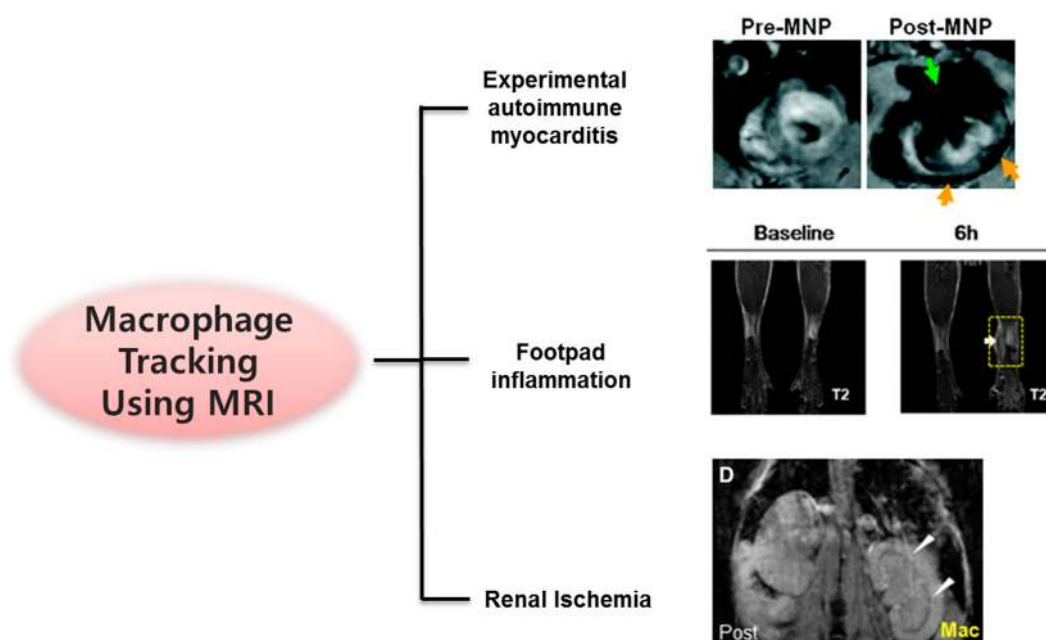 Macrophage
Tracking
Using MRI
Experimental
autoimmune
myocarditis
Pre-MNP
Post-MNP
Footpad
inflammation
Baseline
6h
T2
T2
Renal Ischemia
D
Post
Mac